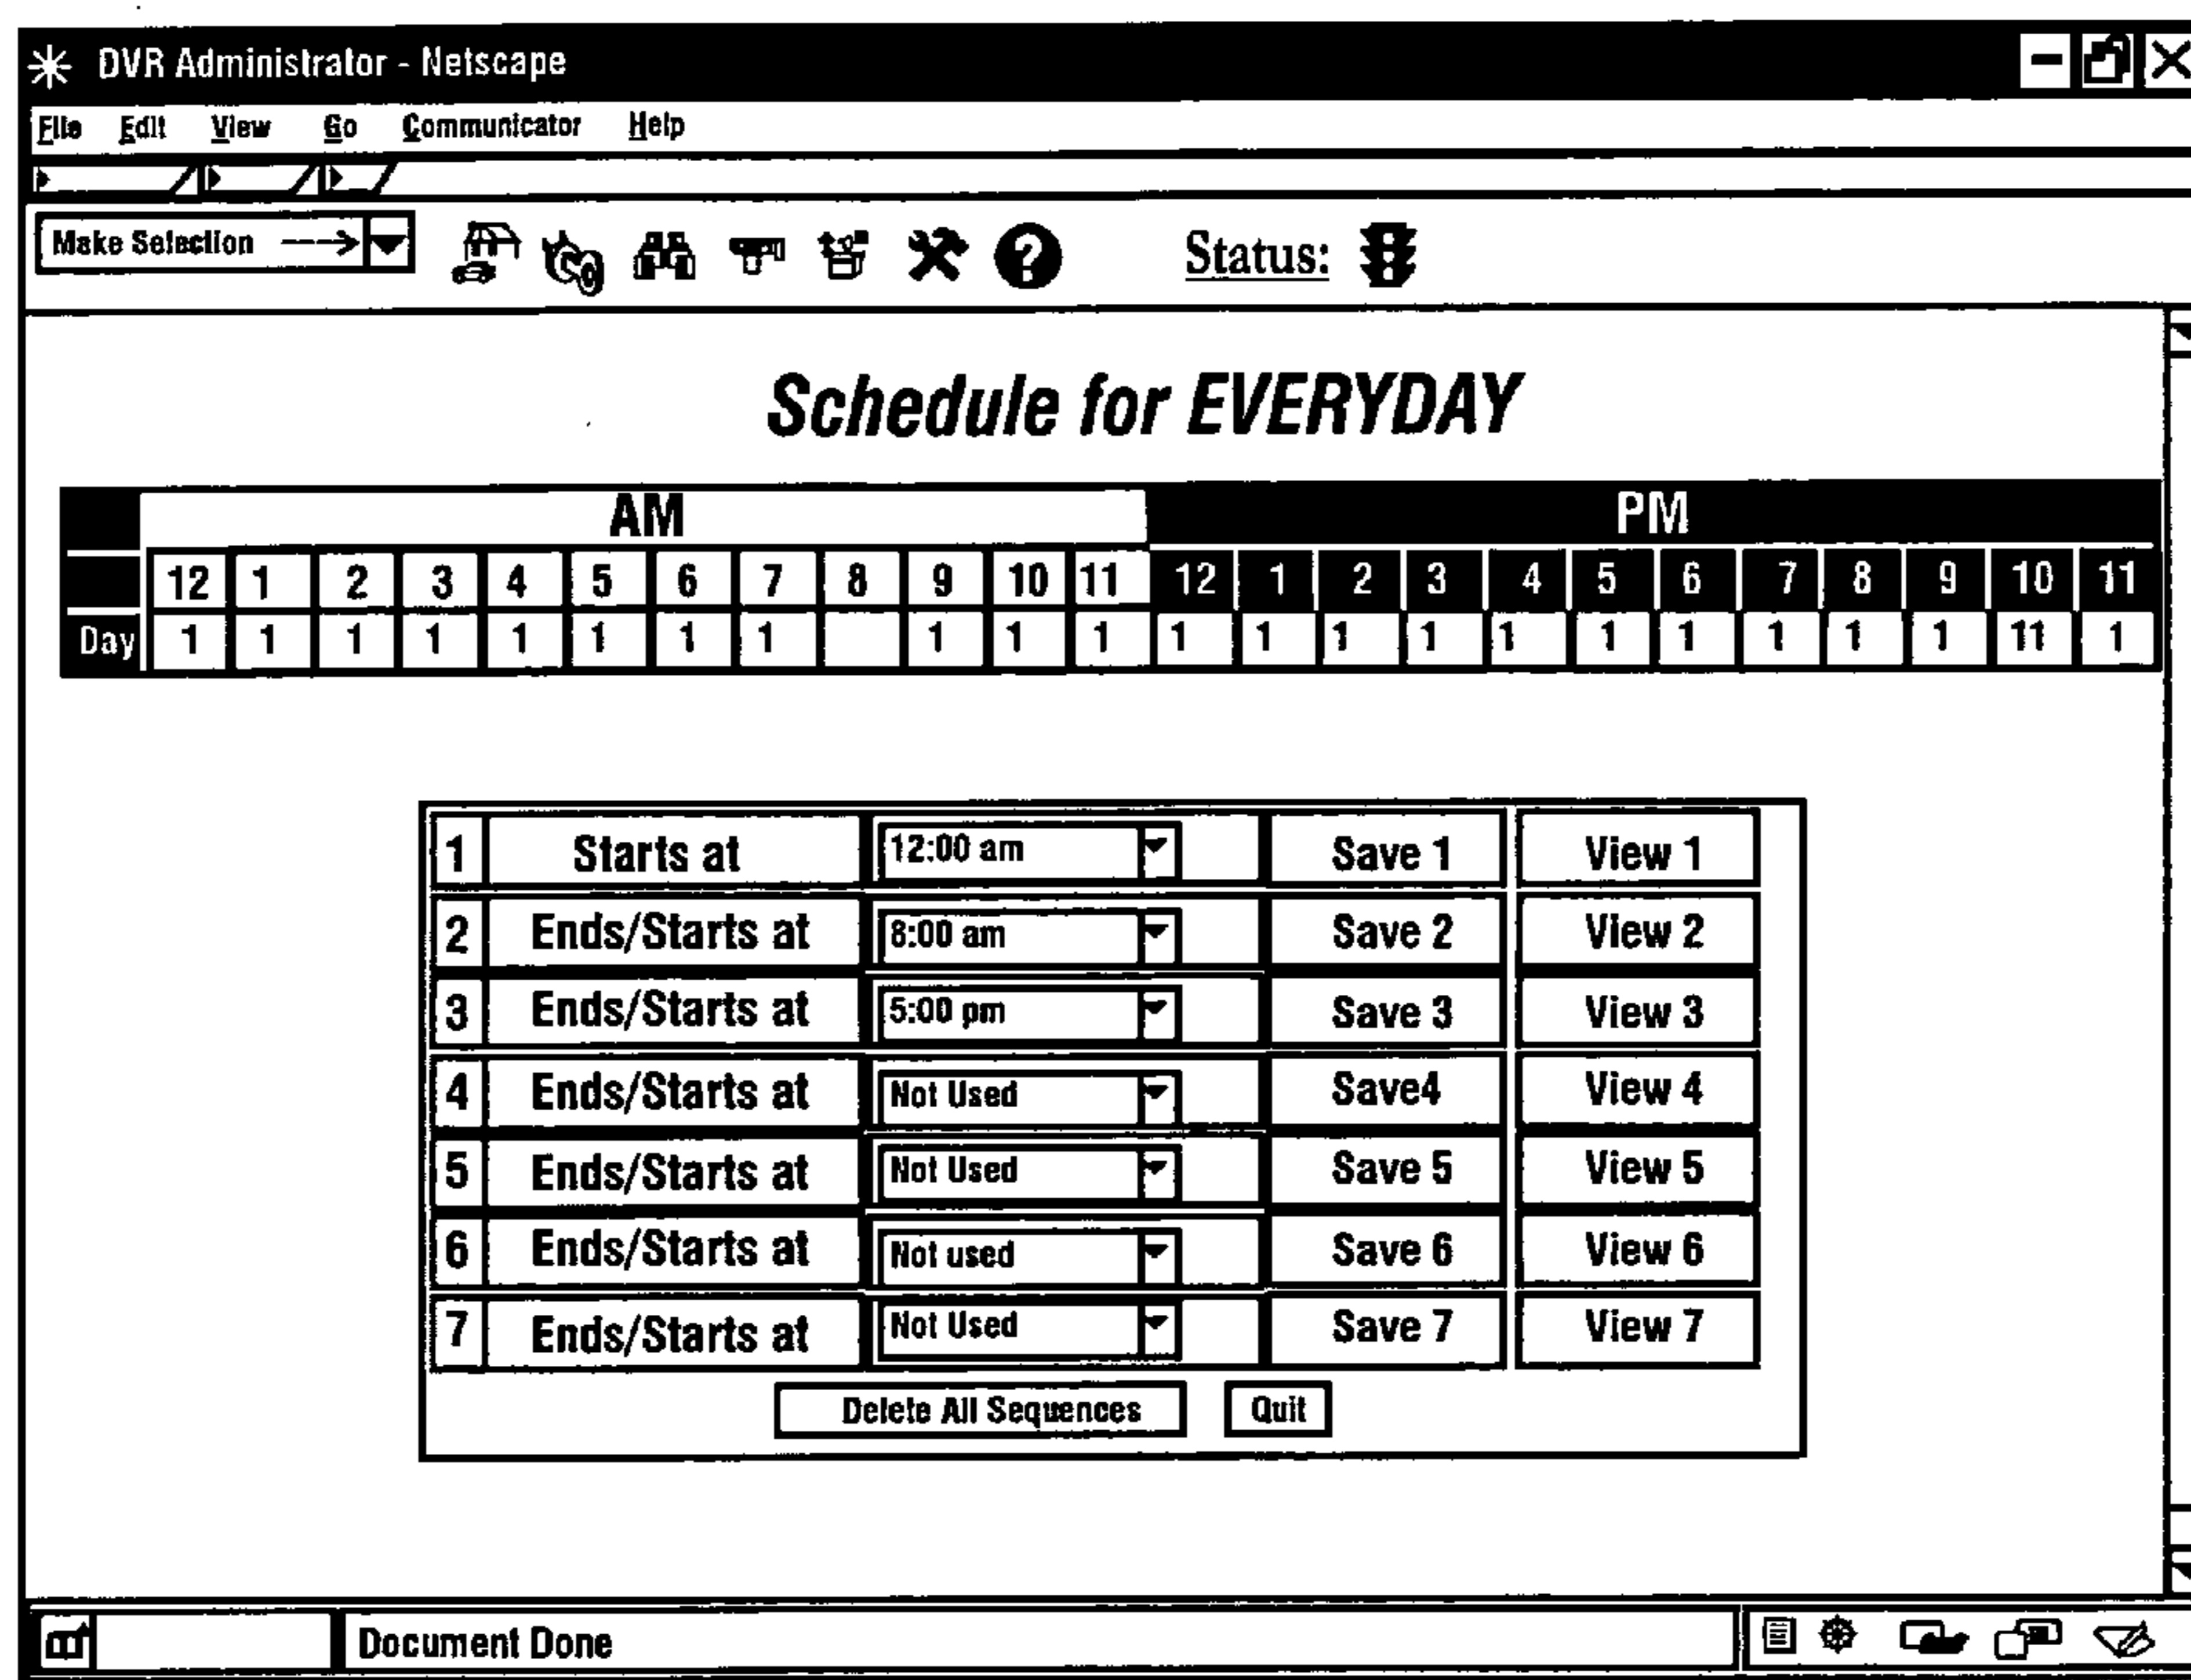 DVR Administrator - Netscape
File Edit View Go Communicator Help
Make Selection --->
Status:
Schedule for EVERYDAY
AM PM
12 1 2 3 4 5 6 7 8 9 10 11 12 1 2 3 4 5 6 7 8 9 10 11
Day 1 1 1 1 1 1 1 1 1 1 1 1 1 1 1 1 1 1 1 1 1 11 1
1 Starts at 12:00 am Save 1 View 1
2 Ends/Starts at 8:00 am Save 2 View 2
3 Ends/Starts at 5:00 pm Save 3 View 3
4 Ends/Starts at Not Used Save4 View 4
5 Ends/Starts at Not Used Save 5 View 5
6 Ends/Starts at Not used Save 6 View 6
7 Ends/Starts at Not Used Save 7 View 7
Delete All Sequences Quit
Document Done